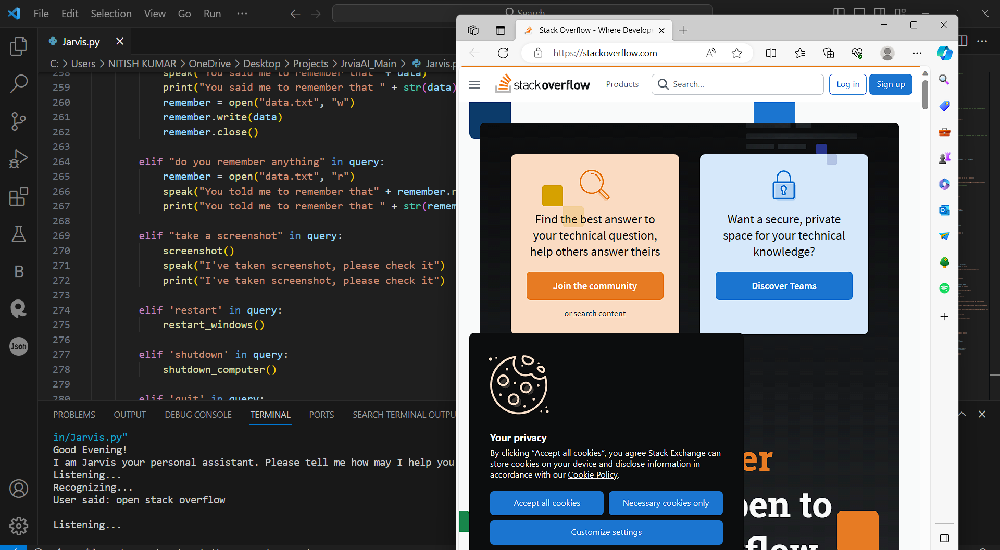 File Edit Selection View Go Run ...
Search
Jarvis.py
C: > Users > NITISH KUMAR > OneDrive > Desktop > Projects > JrviaAI_Main > Jarvis.p
258 speak("You said me to remember that " + data)
259 print("You said me to remember that " + str(data)
260 remember = open("data.txt", "w")
261 remember.write(data)
262 remember.close()
263
264 elif "do you remember anything" in query:
265 remember = open("data.txt", "r")
266 speak("You told me to remember that" + remember.r
267 print("You told me to remember that " + str(remem
268
269 elif "take a screenshot" in query:
270 screenshot()
271 speak("I've taken screenshot, please check it")
272 print("I've taken screenshot, please check it")
273
274 elif 'restart' in query:
275 restart_windows()
276
277 elif 'shutdown' in query:
278 shutdown_computer()
279
280 elif 'quit' in query:
B
Json
PROBLEMS OUTPUT DEBUG CONSOLE TERMINAL PORTS SEARCH TERMINAL OUTPU
in/Jarvis.py"
Good Evening!
I am Jarvis your personal assistant. Please tell me how may I help you
Listening...
Recognizing...
User said: open stack overflow
Listening...
Stack Overflow - Where Develope
https://stackoverflow.com
stackoverflow Products Search... Log in Sign up
Find the best answer to
your technical question,
help others answer theirs
Join the community
or search content
Want a secure, private
space for your technical
knowledge?
Discover Teams
Your privacy
By clicking “Accept all cookies”, you agree Stack Exchange can
store cookies on your device and disclose information in
accordance with our Cookie Policy.
Accept all cookies Necessary cookies only
Customize settings
er
pen to
flow